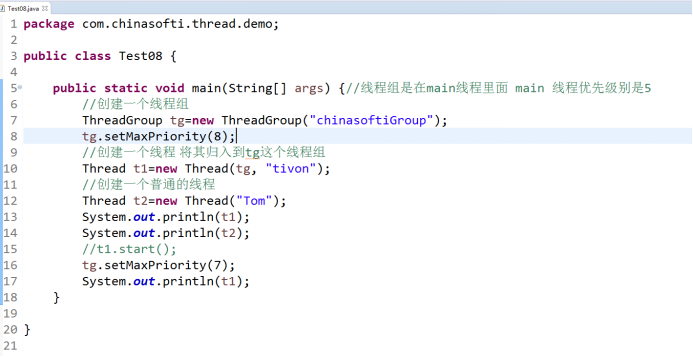 Test08.java
1 package com.chinasofti.thread.demo;
2
3 public class Test08 {
4
5 public static void main(String[] args) {//线程组是在main线程里面 main 线程优先级别是5
6 //创建一个线程组
7 ThreadGroup tg=new ThreadGroup("chinasoftiGroup");
8 tg.setMaxPriority(8);
9 //创建一个线程 将其归入到tg这个线程组
10 Thread t1=new Thread(tg, "tivon");
11 //创建一个普通的线程
12 Thread t2=new Thread("Tom");
13 System.out.println(t1);
14 System.out.println(t2);
15 //t1.start();
16 tg.setMaxPriority(7);
17 System.out.println(t1);
18 }
19
20 }
21